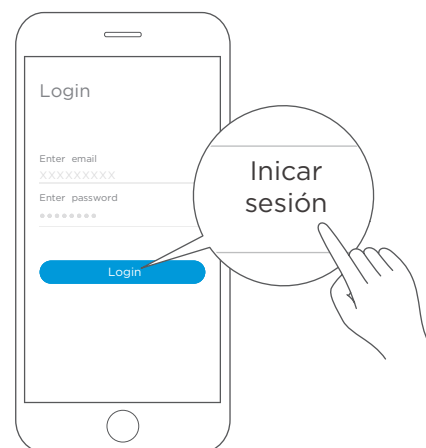 Login
Enter email
XXXXXXXXX
Enter password
Login
Inicar
sesión